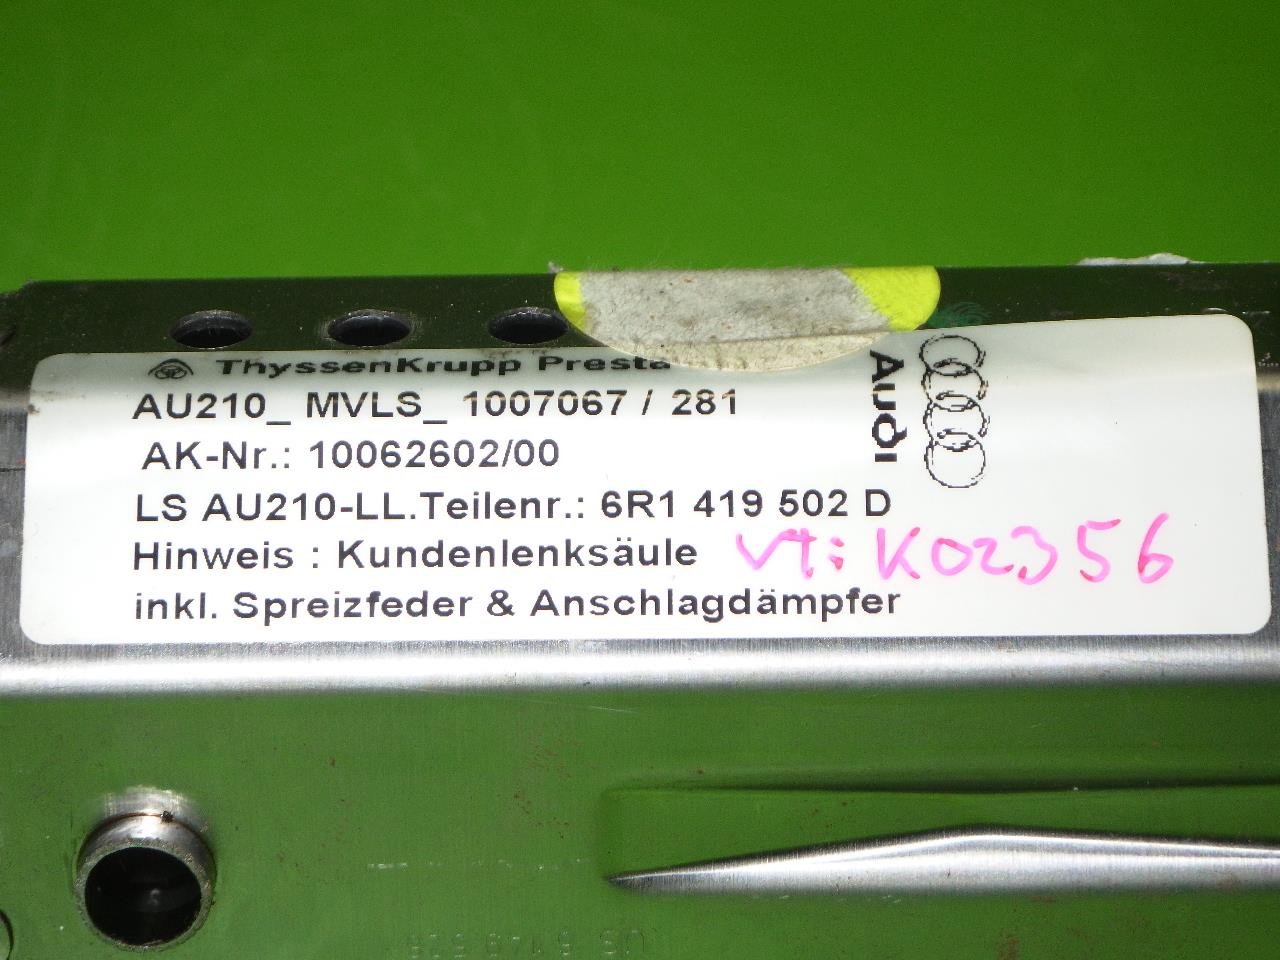 ThyssenKrupp Presta
AU210_ MVLS_ 1007067 / 281
AK-Nr.: 10062602/00
LS AU210-LL.Teilenr.: 6R1 419 502 D
Hinweis : Kundenlenksäule
inkl. Spreizfeder & Anschlagdämpfer
Audi
VT: K02356